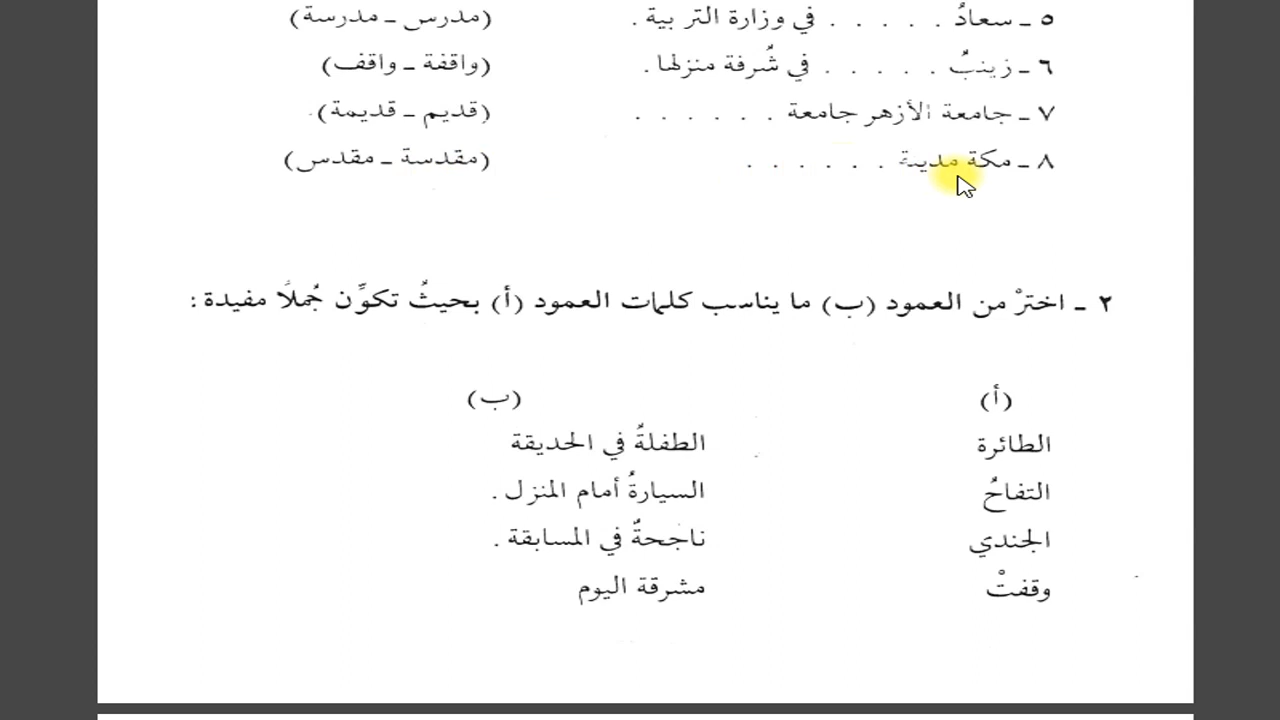 ٥ ـ سعادُ . . . . . في وزارة التربية . (مدرس ـ مدرسة)
٦ ـ زينبُ . . . . . في شُرفة منزلها . (واقفة ـ واقف)
٧ ـ جامعة الأزهر جامعة . . . . . . (قديم ـ قديمة)
٨ ـ مكة مدينة . . . . . . (مقدسة ـ مقدس)
٢ ـ اخترْ من العمود (ب) ما يناسب كلمات العمود (أ) بحيثُ تكوِّن جُملاً مفيدة :
(أ) (ب)
الطائرة الطفلةُ في الحديقة
التفاحُ السيارةُ أمام المنزل .
الجندي ناجحةٌ في المسابقة .
وقفتْ مشرقة اليوم